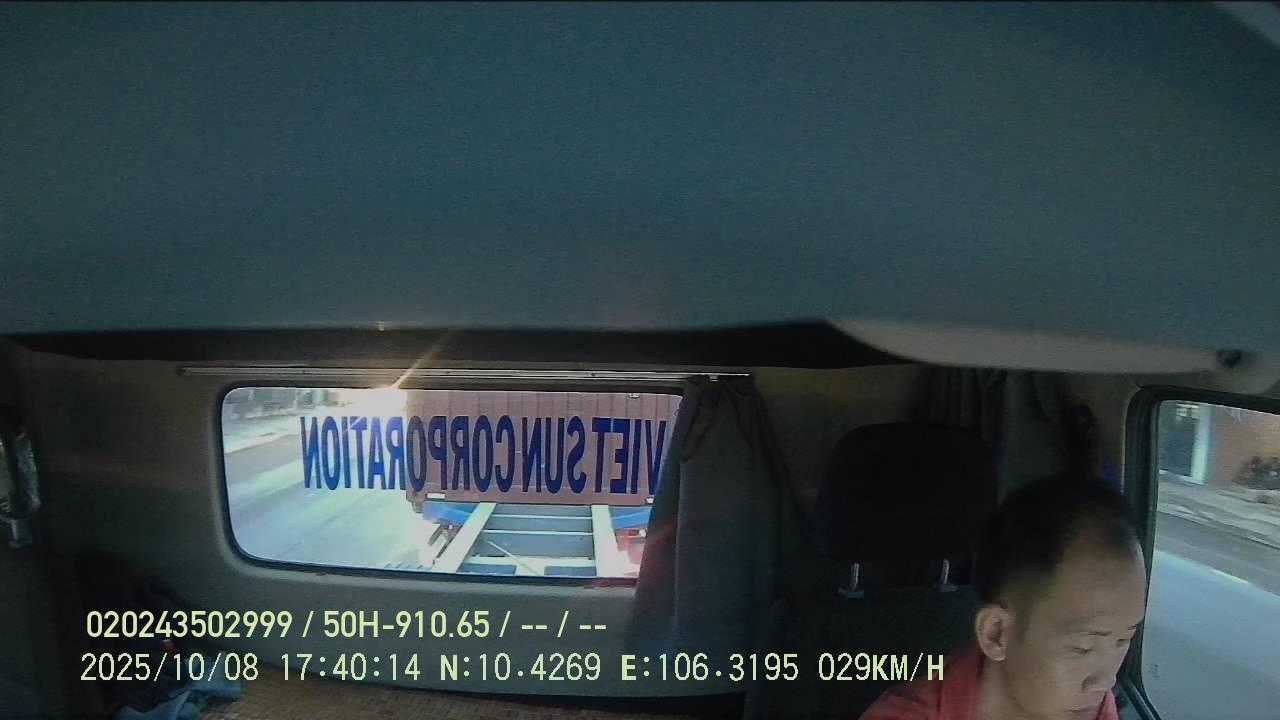 VIET SUN CORPORATION
020243502999 / 50H-910.65 / -- / --
2025/10/08 17:40:14 N:10.4269 E:106.3195 029KM/H